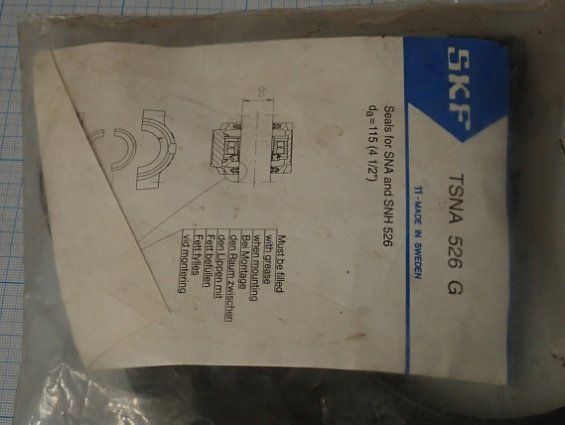 SKF
TSNA 526 G
11 - MADE IN SWEDEN
Seals for SNA and SNH 526
da = 115 (4 1/2")
da
Must be filled
with grease
when mounting
Bei Montage
den Raum zwischen
den Lippen mit
Fett befüllen
Fett fylles
vid montering